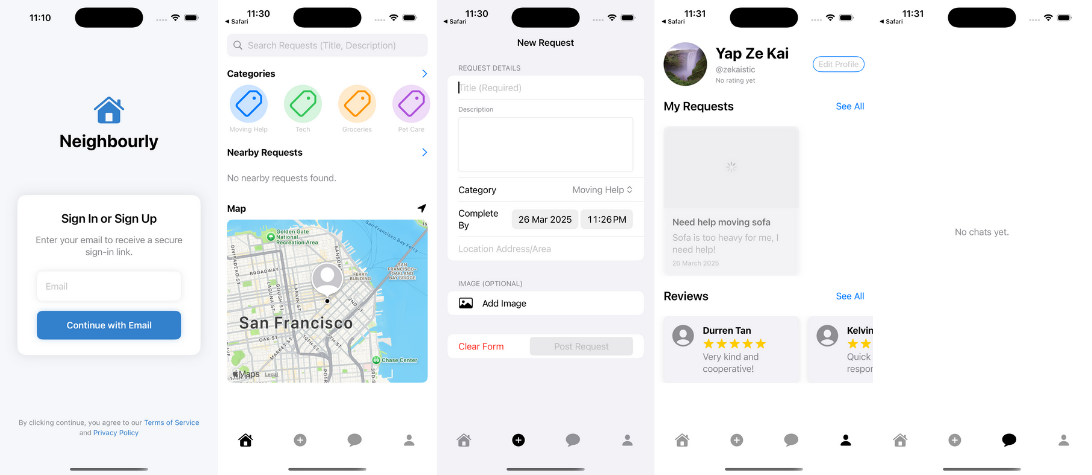 11:10
Neighbourly
Sign In or Sign Up
Enter your email to receive a secure
sign-in link.
Email
Continue with Email
By clicking continue, you agree to our Terms of Service
and Privacy Policy
11:30
Safari
Search Requests (Title, Description)
Categories
Moving Help
Tech
Groceries
Pet Care
Nearby Requests
No nearby requests found.
Map
Golden Gate
National
Recreation Area
BROADWAY
San Francisco
Chase Center
Maps
Legal
11:30
Safari
New Request
REQUEST DETAILS
Title (Required)
Description
Category
Moving Help
Complete
By
26 Mar 2025
11:26 PM
Location Address/Area
IMAGE (OPTIONAL)
Add Image
Clear Form
Post Request
11:31
Safari
Yap Ze Kai
@zekaistic
No rating yet
Edit Profile
My Requests
See All
Need help moving sofa
Sofa is too heavy for me, I
need help!
26 March 2025
Reviews
See All
Durren Tan
Very kind and
cooperative!
Kelvin
Quick
respon
11:31
Safari
No chats yet.